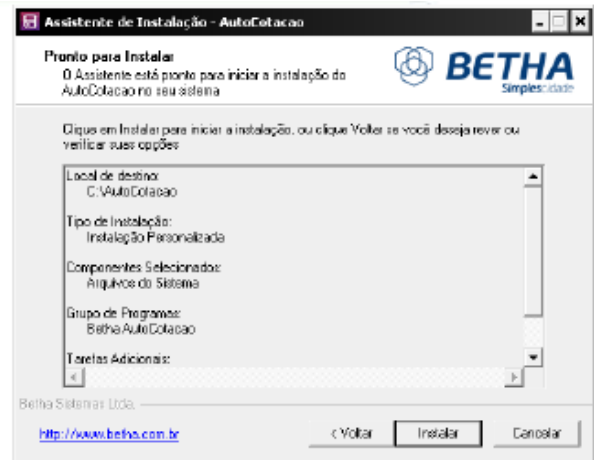 Assistente de Instalação - AutoCotacao
Pronto para Instalar
O Assistente está pronto para iniciar a instalação do
AutoCotacao no seu sistema
BETHA
Simplescidade
Clique em Instalar para iniciar a instalação, ou clique Voltar se você deseja rever ou
verificar suas opções
Local de destino:
C:\AutoCotacao
Tipo de Instalação:
Instalação Personalizada
Componentes Selecionados:
Arquivos do Sistema
Grupo de Programas:
Betha AutoCotacao
Tarefas Adicionais:
Betha Sistemas Ltda.
http://www.betha.com.br
< Voltar
Instalar
Cancelar